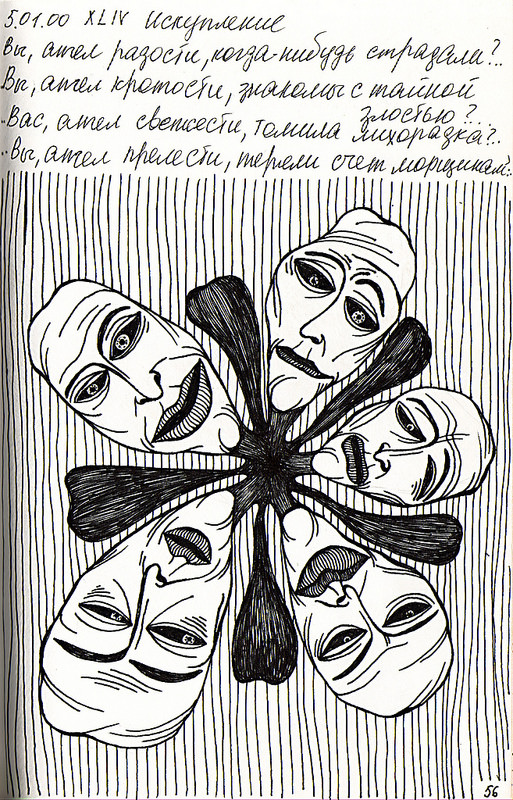 5.01.00 XLIV Искупление
Вы, ангел радости, когда-нибудь страдали?..
Вы, ангел кротости, знакомы с тайной
злостью?..
Вас, ангел свежести, томила лихорадка?..
Вы, ангел прелести, теряли счет морщинам?..
56